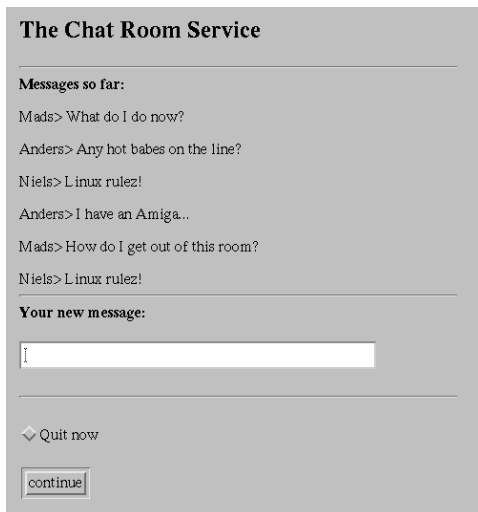 The Chat Room Service
Messages so far:
Mads> What do I do now?
Anders> Any hot babes on the line?
Niels> Linux rulez!
Anders> I have an Amiga...
Mads> How do I get out of this room?
Niels> Linux rulez!
Your new message:
Quit now
continue